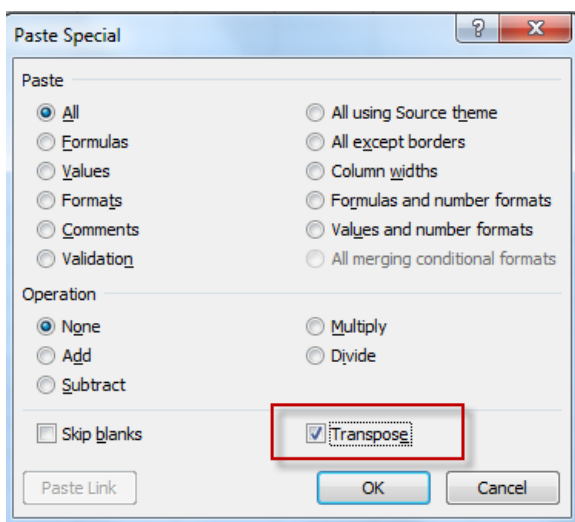 Paste Special
Paste
All
All using Source theme
Formulas
All except borders
Values
Column widths
Formats
Formulas and number formats
Comments
Values and number formats
Validation
All merging conditional formats
Operation
None
Multiply
Add
Divide
Subtract
Skip blanks
Transpose
Paste Link
OK
Cancel